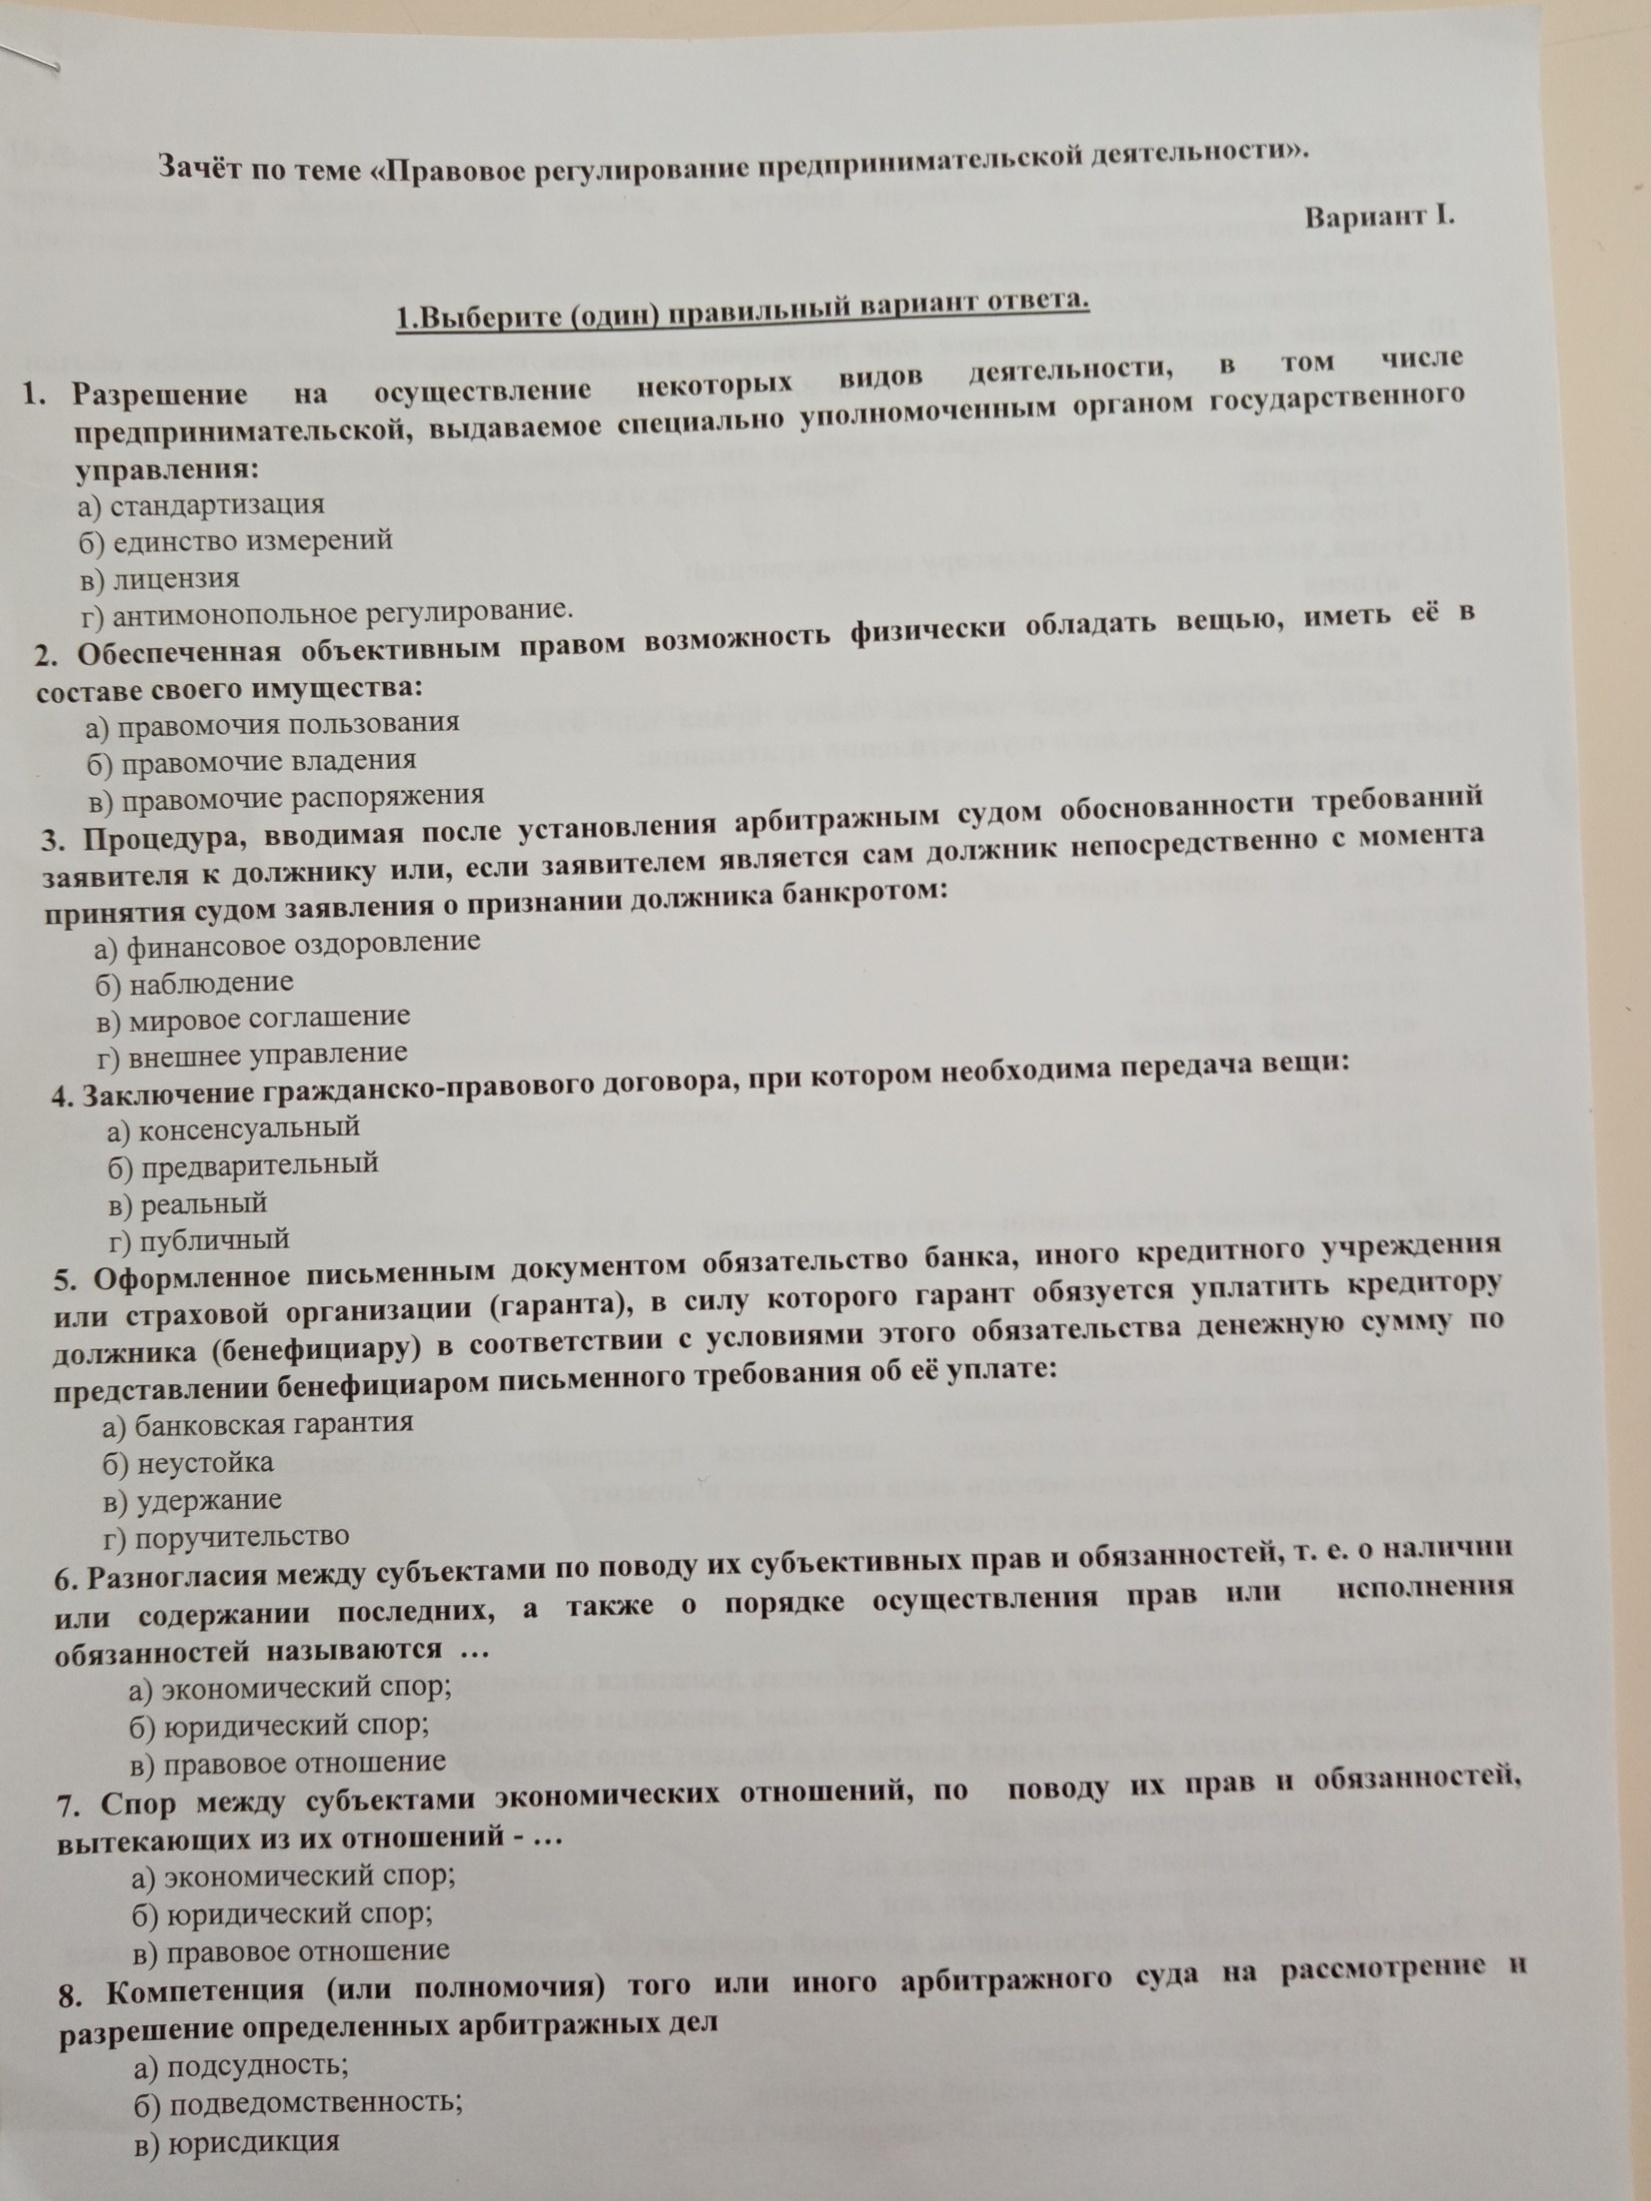 Зачёт по теме «Правовое регулирование предпринимательской деятельности».
Вариант I.
1.Выберите (один) правильный вариант ответа.
1. Разрешение на осуществление некоторых видов деятельности, в том числе
предпринимательской, выдаваемое специально уполномоченным органом государственного
управления:
а) стандартизация
б) единство измерений
в) лицензия
г) антимонопольное регулирование.
2. Обеспеченная объективным правом возможность физически обладать вещью, иметь её в
составе своего имущества:
а) правомочия пользования
б) правомочие владения
в) правомочие распоряжения
3. Процедура, вводимая после установления арбитражным судом обоснованности требований
заявителя к должнику или, если заявителем является сам должник непосредственно с момента
принятия судом заявления о признании должника банкротом:
а) финансовое оздоровление
б) наблюдение
в) мировое соглашение
г) внешнее управление
4. Заключение гражданско-правового договора, при котором необходима передача вещи:
а) консенсуальный
б) предварительный
в) реальный
г) публичный
5. Оформленное письменным документом обязательство банка, иного кредитного учреждения
или страховой организации (гаранта), в силу которого гарант обязуется уплатить кредитору
должника (бенефициару) в соответствии с условиями этого обязательства денежную сумму по
представлении бенефициаром письменного требования об её уплате:
а) банковская гарантия
б) неустойка
в) удержание
г) поручительство
6. Разногласия между субъектами по поводу их субъективных прав и обязанностей, т. е. о наличии
или содержании последних, а также о порядке осуществления прав или исполнения
обязанностей называются …
а) экономический спор;
б) юридический спор;
в) правовое отношение
7. Спор между субъектами экономических отношений, по поводу их прав и обязанностей,
вытекающих из их отношений - …
а) экономический спор;
б) юридический спор;
в) правовое отношение
8. Компетенция (или полномочия) того или иного арбитражного суда на рассмотрение и
разрешение определенных арбитражных дел
а) подсудность;
б) подведомственность;
в) юрисдикция